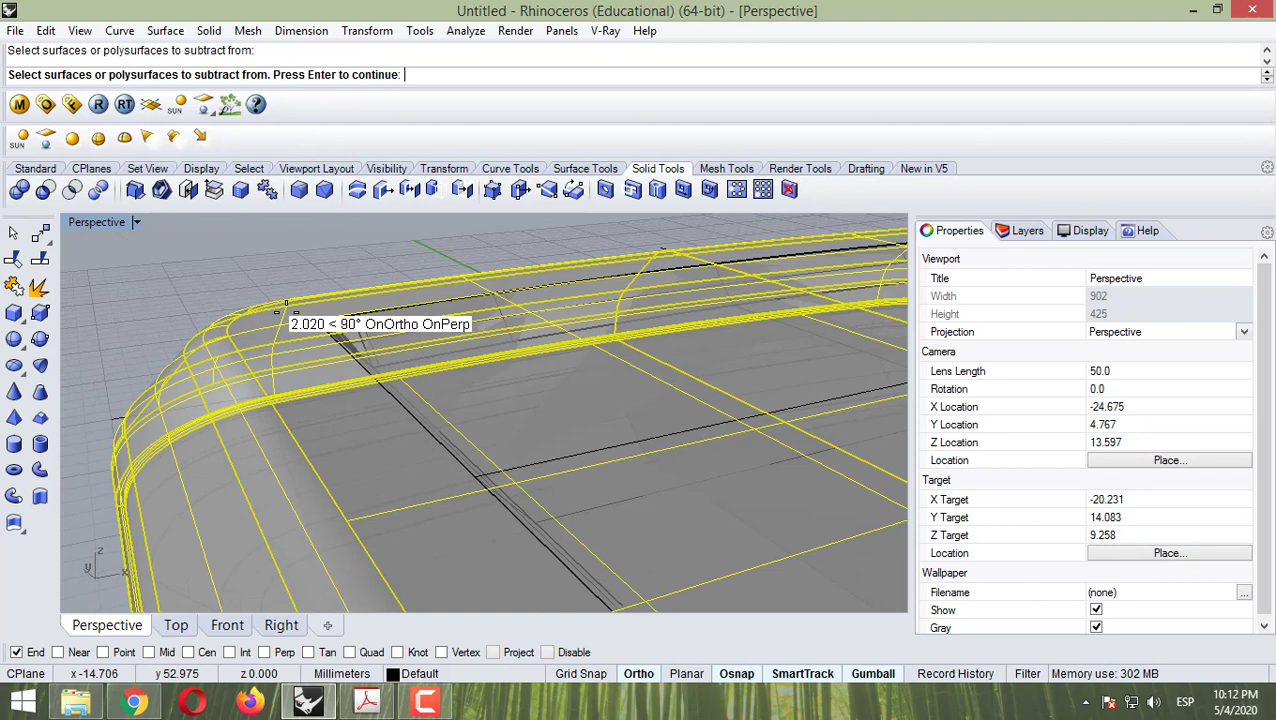 Untitled - Rhinoceros (Educational) (64-bit) - [Perspective]
File Edit View Curve Surface Solid Mesh Dimension Transform Tools Analyze Render Panels V-Ray Help
Select surfaces or polysurfaces to subtract from:
Select surfaces or polysurfaces to subtract from. Press Enter to continue:
M O F R RT SUN ?
SUN
Standard CPlanes Set View Display Select Viewport Layout Visibility Transform Curve Tools Surface Tools Solid Tools Mesh Tools Render Tools Drafting New in V5
Perspective
Properties Layers Display Help
Viewport
Title Perspective
Width 902
Height 425
Projection Perspective
Camera
Lens Length 50.0
Rotation 0.0
X Location -24.675
Y Location 4.767
Z Location 13.597
Location Place...
Target
X Target -20.231
Y Target 14.083
Z Target 9.258
Location Place...
Wallpaper
Filename (none) ...
Show
Gray
2.020 < 90° OnOrtho OnPerp
z
y x
Perspective Top Front Right
End Near Point Mid Cen Int Perp Tan Quad Knot Vertex Project Disable
CPlane x -14.706 y 52.975 z 0.000 Millimeters Default Grid Snap Ortho Planar Osnap SmartTrack Gumball Record History Filter Memory use: 302 MB
ESP 10:12 PM
5/4/2020